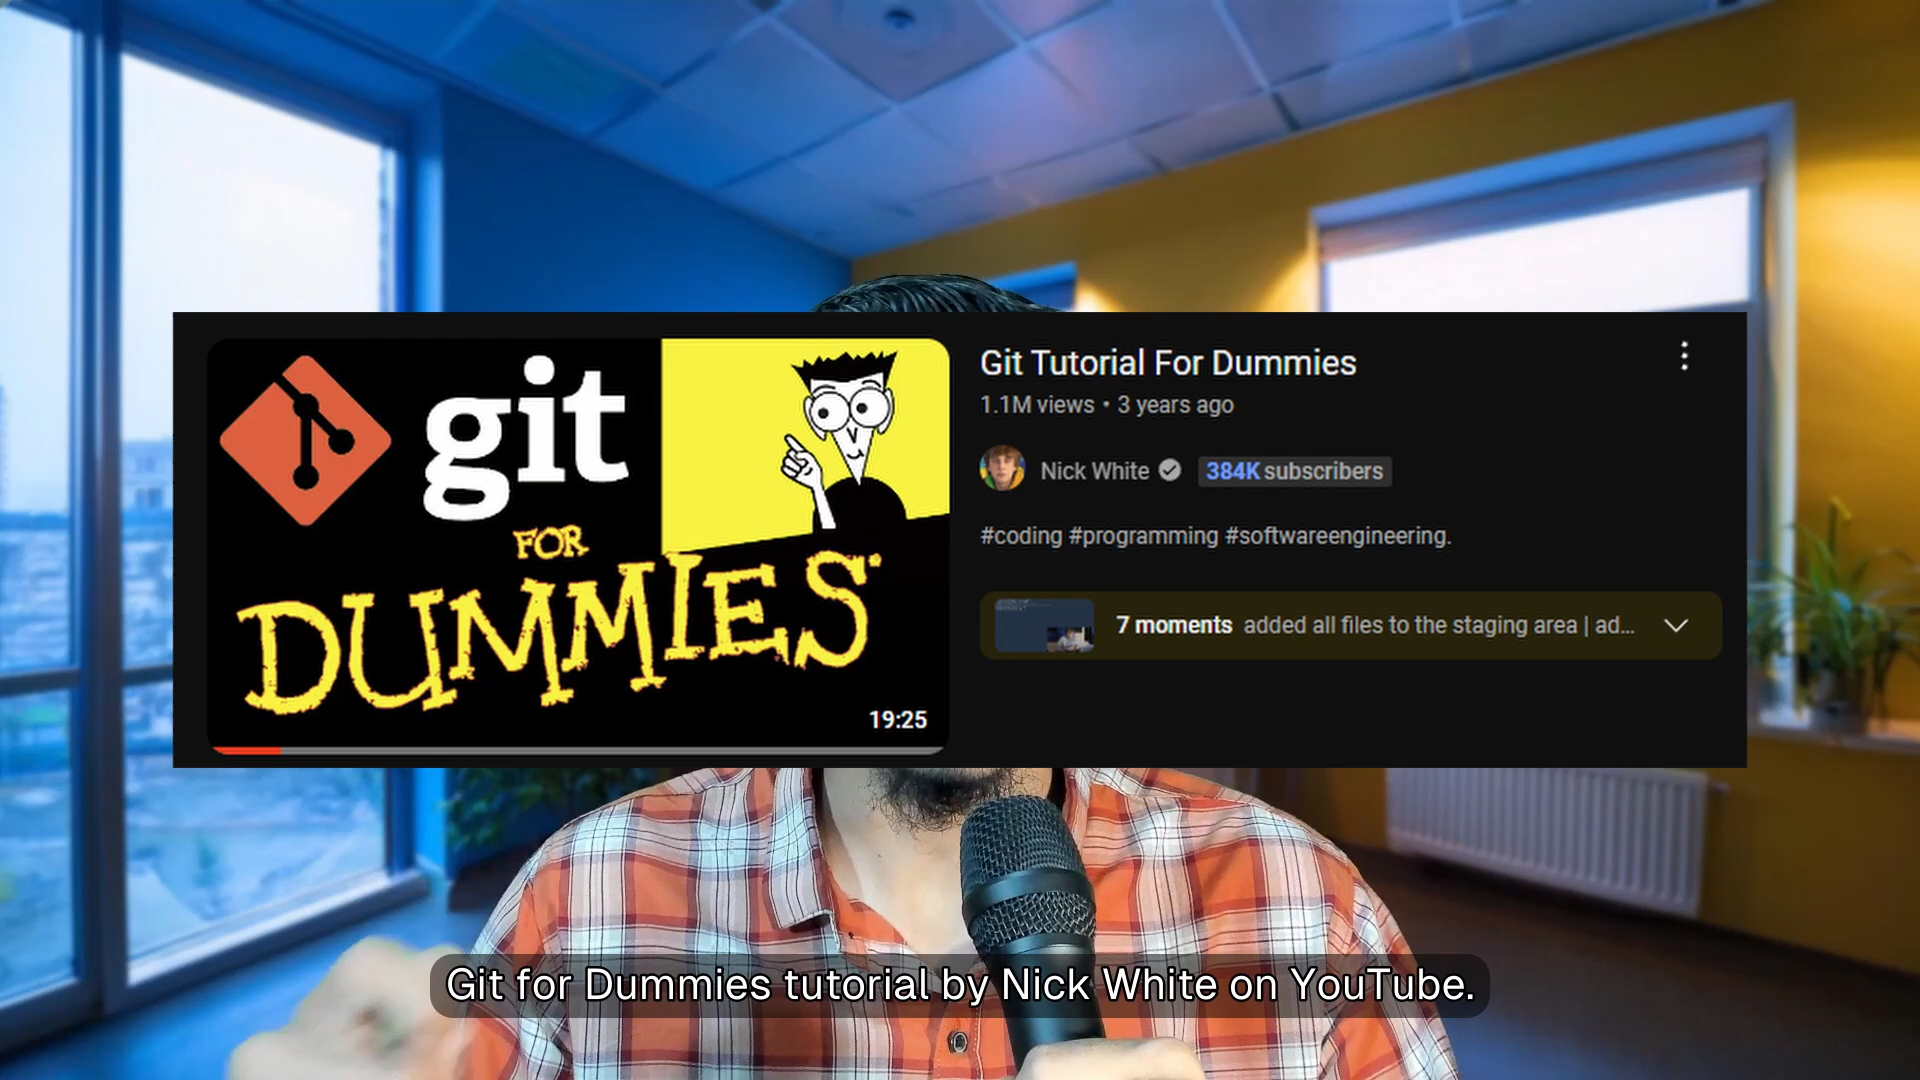 git
FOR
DUMMIES
19:25
Git Tutorial For Dummies
1.1M views • 3 years ago
Nick White 384K subscribers
#coding #programming #softwareengineering.
7 moments added all files to the staging area | ad...
Git for Dummies tutorial by Nick White on YouTube.